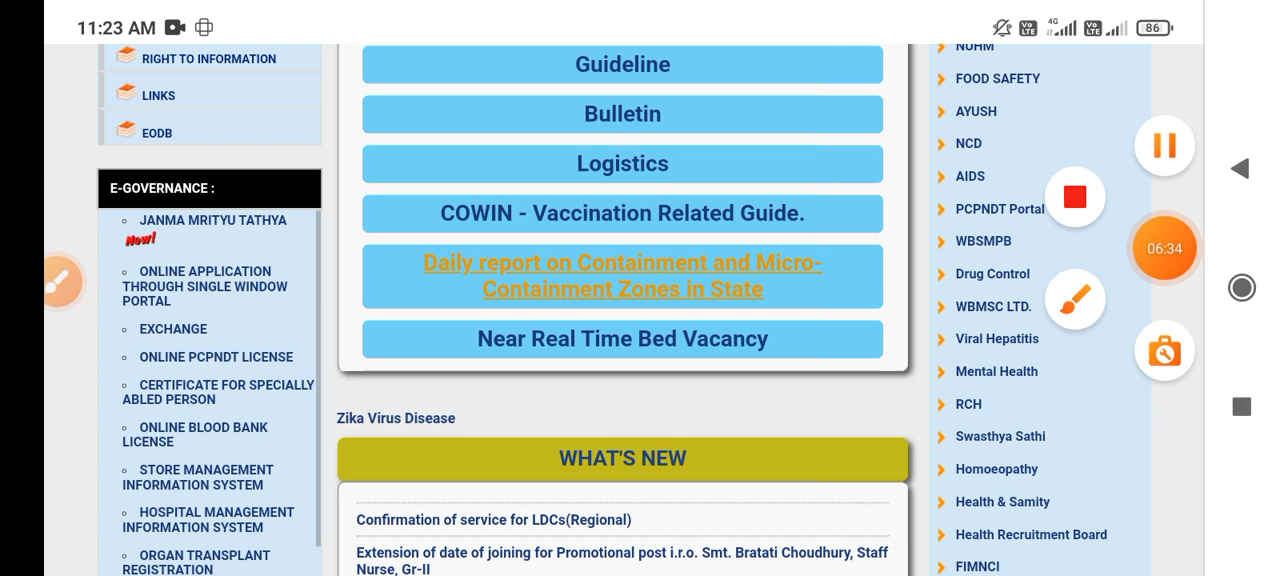 11:23 AM
Vo LTE
4G
Vo LTE
86
RIGHT TO INFORMATION
LINKS
EODB
E-GOVERNANCE :
JANMA MRITYU TATHYA
New!
ONLINE APPLICATION
THROUGH SINGLE WINDOW
PORTAL
EXCHANGE
ONLINE PCPNDT LICENSE
CERTIFICATE FOR SPECIALLY
ABLED PERSON
ONLINE BLOOD BANK
LICENSE
STORE MANAGEMENT
INFORMATION SYSTEM
HOSPITAL MANAGEMENT
INFORMATION SYSTEM
ORGAN TRANSPLANT
REGISTRATION
Guideline
Bulletin
Logistics
COWIN - Vaccination Related Guide.
Daily report on Containment and Micro-
Containment Zones in State
Near Real Time Bed Vacancy
Zika Virus Disease
WHAT'S NEW
Confirmation of service for LDCs(Regional)
Extension of date of joining for Promotional post i.r.o. Smt. Bratati Choudhury, Staff
Nurse, Gr-II
NUHM
FOOD SAFETY
AYUSH
NCD
AIDS
PCPNDT Portal
WBSMPB
Drug Control
WBMSC LTD.
Viral Hepatitis
Mental Health
RCH
Swasthya Sathi
Homoeopathy
Health & Samity
Health Recruitment Board
FIMNCI
06:34